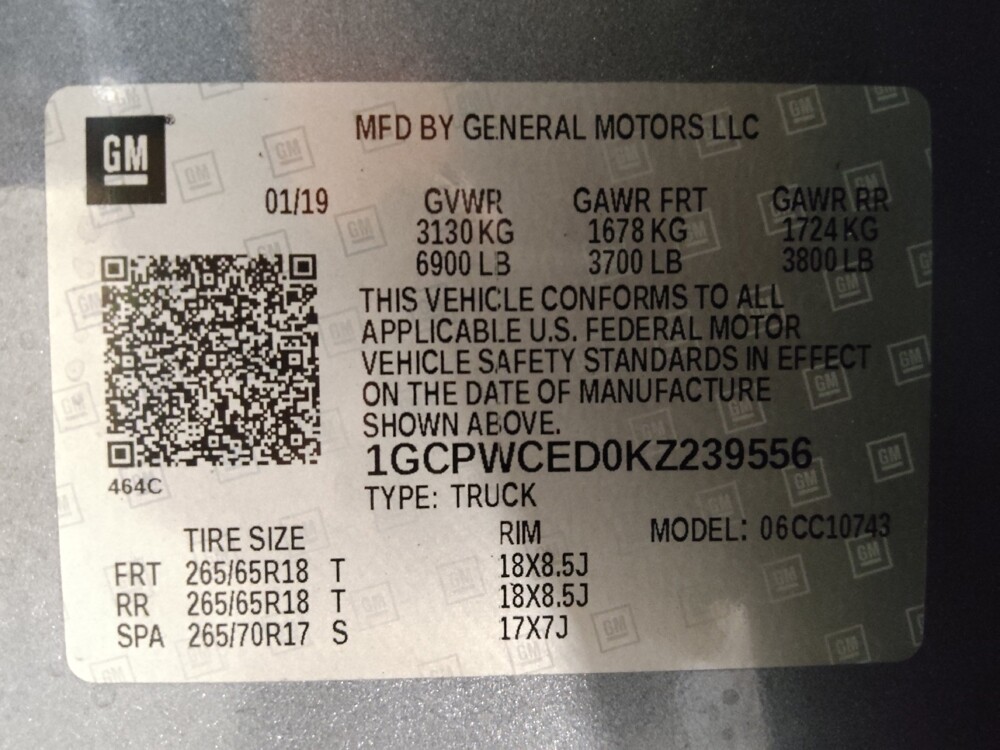 GM
MFD BY GENERAL MOTORS LLC
01/19 GVWR GAWR FRT GAWR RR
3130 KG 1678 KG 1724 KG
6900 LB 3700 LB 3800 LB
THIS VEHICLE CONFORMS TO ALL
APPLICABLE U.S. FEDERAL MOTOR
VEHICLE SAFETY STANDARDS IN EFFECT
ON THE DATE OF MANUFACTURE
SHOWN ABOVE.
1GCPWCED0KZ239556
464C
TYPE: TRUCK
TIRE SIZE RIM MODEL: 06CC10743
FRT 265/65R18 T 18X8.5J
RR 265/65R18 T 18X8.5J
SPA 265/70R17 S 17X7J